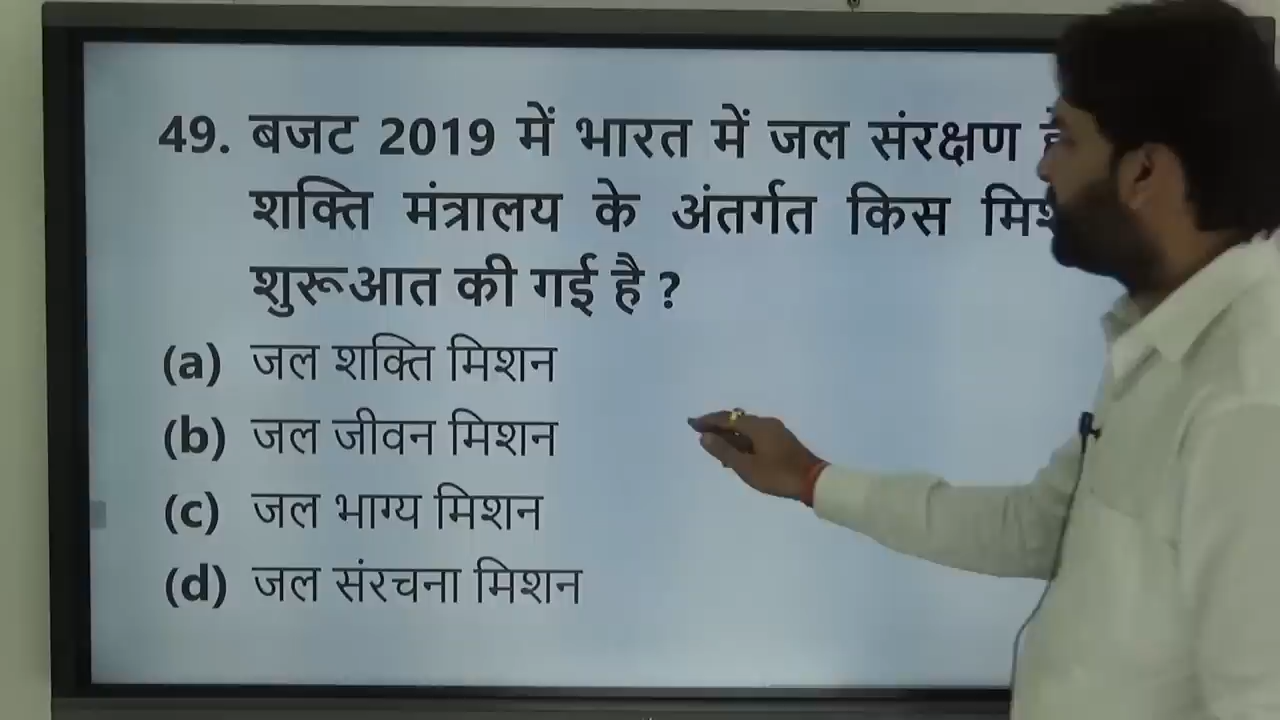 49. बजट 2019 में भारत में जल संरक्षण
शक्ति मंत्रालय के अंतर्गत किस
शुरूआत की गई है ?
(a) जल शक्ति मिशन
(b) जल जीवन मिशन
(c) जल भाग्य मिशन
(d) जल संरचना मिशन